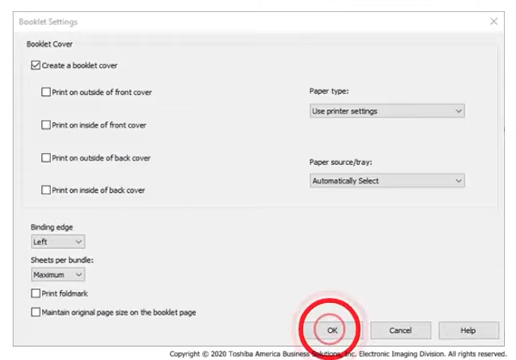 Booklet Settings
Booklet Cover
Create a booklet cover
Print on outside of front cover
Paper type:
Use printer settings
Print on inside of front cover
Print on outside of back cover
Paper source/tray:
Automatically Select
Print on inside of back cover
Binding edge
Left
Sheets per bundle:
Maximum
Print foldmark
Maintain original page size on the booklet page
OK Cancel Help
Copyright © 2020 Toshiba America Business Solutions, Inc. Electronic Imaging Division. All rights reserved.